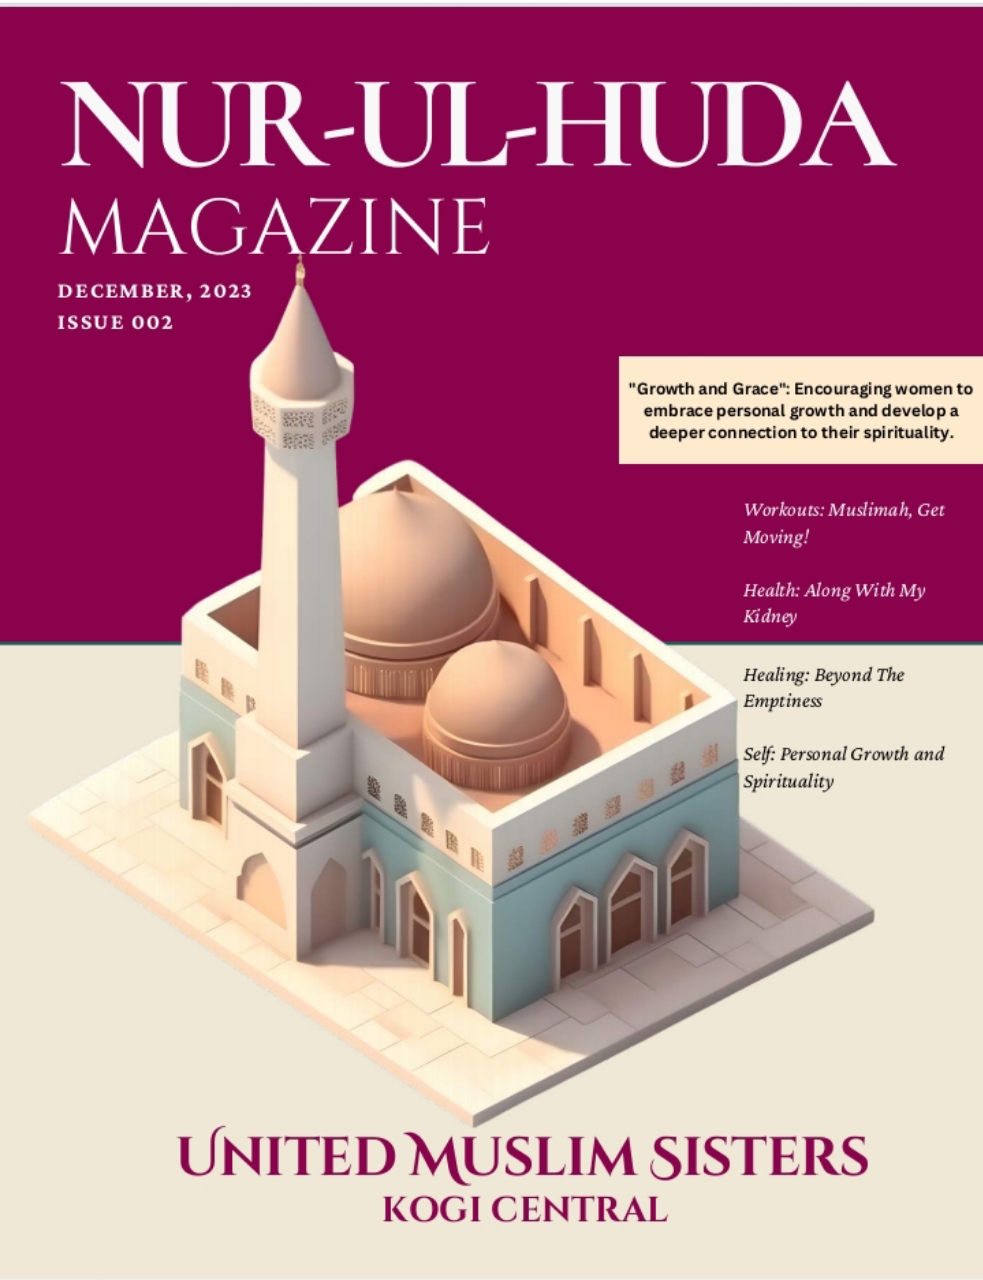 NUR-UL-HUDA
MAGAZINE
DECEMBER, 2023
ISSUE 002
"Growth and Grace": Encouraging women to
embrace personal growth and develop a
deeper connection to their spirituality.
Workouts: Muslimah, Get
Moving!
Health: Along With My
Kidney
Healing: Beyond The
Emptiness
Self: Personal Growth and
Spirituality
UNITED MUSLIM SISTERS
KOGI CENTRAL